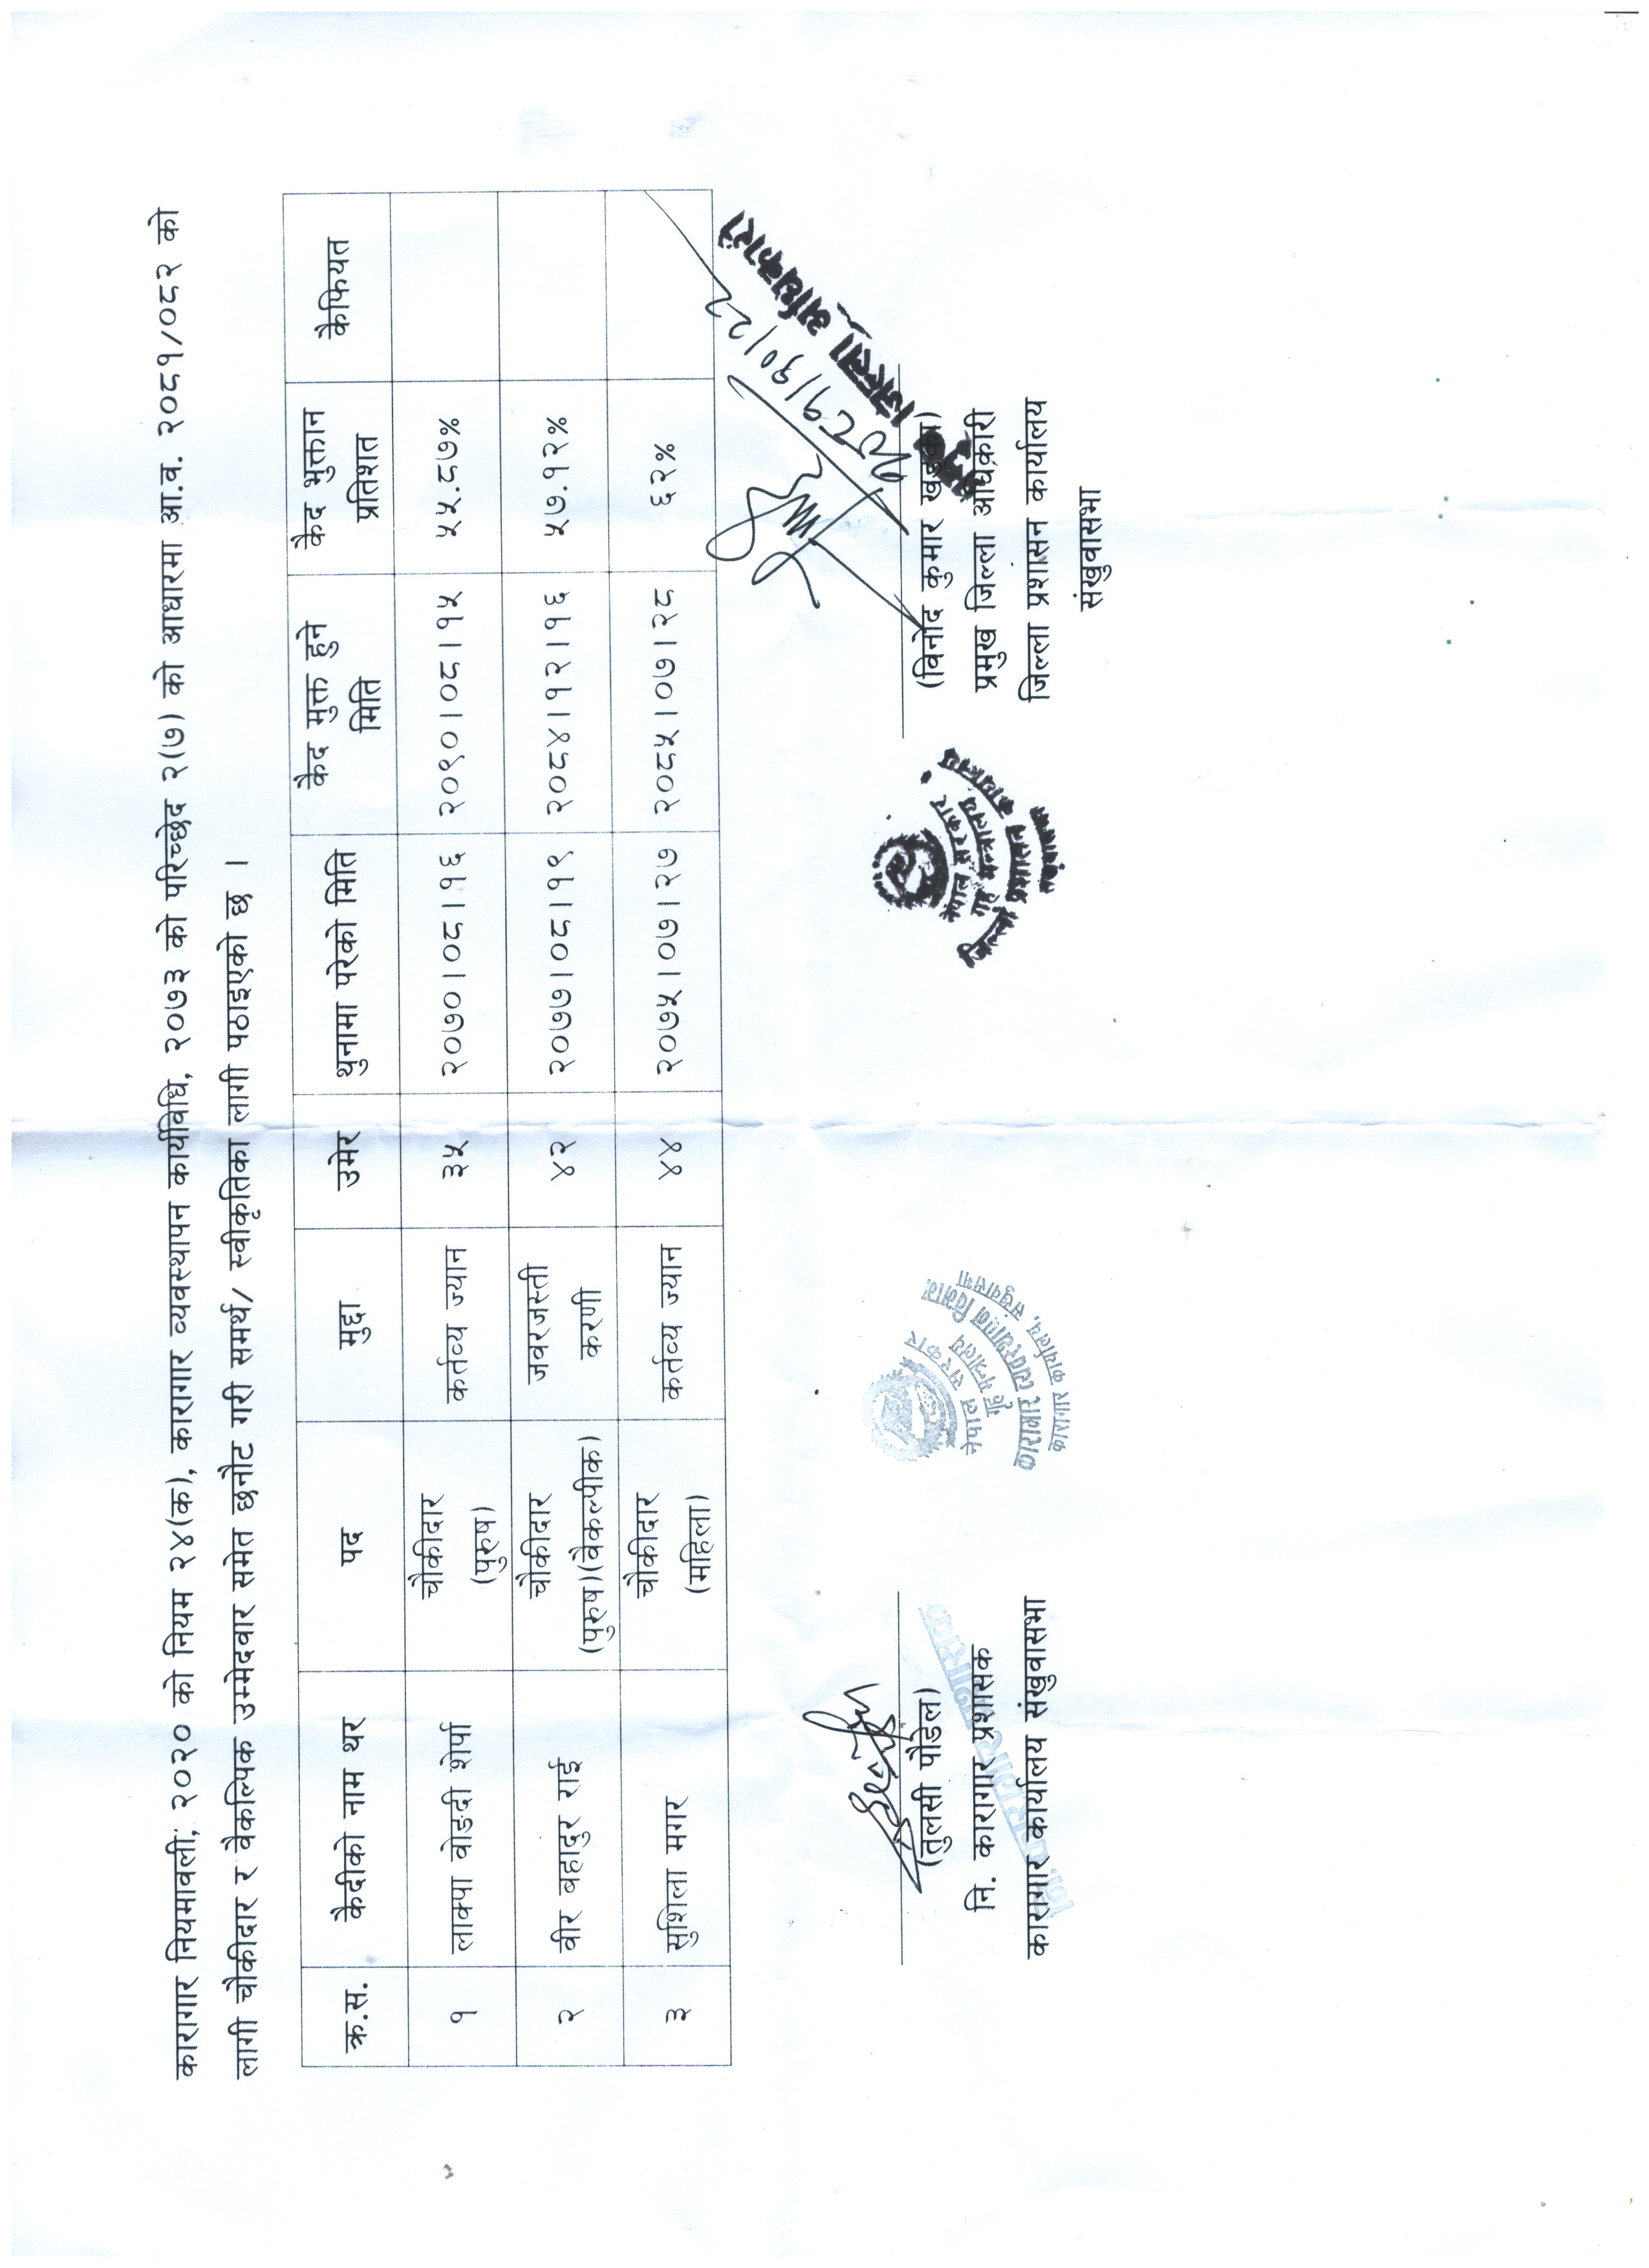 कारागार नियमावली, २०२० को नियम २४(क), कारागार व्यवस्थापन कार्यविधि, २०७३ को परिच्छेद २(७) को आधारमा आ.व. २०८१/०८२ को
लागी चौकीदार र वैकल्पिक उम्मेदवार समेत छनौट गरी समर्थ/ स्वीकृतिका लागी पठाइएको छ ।
क्र.स. कैदीको नाम थर पद मुद्दा उमेर थुनामा परेको मिति कैद मुक्त हुने मिति कैद भुक्तान प्रतिशत कैफियत
१ लाक्पा वोङदी शेर्पा चौकीदार (पुरुष) कर्तव्य ज्यान ३५ २०७०।०८।१६ २०९०।०८।१५ ५५.८७%
२ वीर बहादुर राई चौकीदार (पुरुष)(वैकल्पीक) जवरजस्ती करणी ४२ २०७७।०८।१९ २०८४।१२।१६ ५७.१२%
३ सुशिला मगर चौकीदार (महिला) कर्तव्य ज्यान ४४ २०७५।०७।२७ २०८५।०७।२८ ६२%
(तुलसी पौडेल)
नि. कारागार प्रशासक
कारागार कार्यालय संखुवासभा
नि. कारागार प्रशासक
नेपाल सरकार
गृह मन्त्रालय
कारागार व्यवस्थापन विभाग
कारागार कार्यालय, संखुवासभा
नेपाल सरकार
गृह मन्त्रालय
जिल्ला प्रशासन कार्यालय
संखुवासभा
२०८१/१०/२२
प्रमुख जिल्ला अधिकारी
(विनोद कुमार खड्का)
प्रमुख जिल्ला अधिकारी
जिल्ला प्रशासन कार्यालय
संखुवासभा